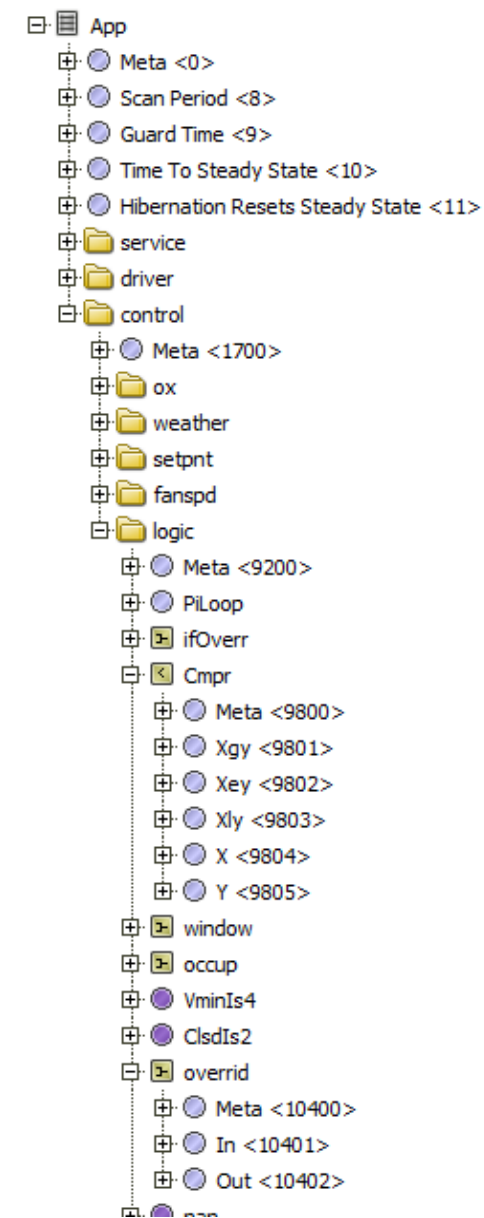 App
Meta <0>
Scan Period <8>
Guard Time <9>
Time To Steady State <10>
Hibernation Resets Steady State <11>
service
driver
control
Meta <1700>
ox
weather
setpnt
fanspd
logic
Meta <9200>
PiLoop
ifOverr
Cmpr
Meta <9800>
Xgy <9801>
Xey <9802>
Xly <9803>
X <9804>
Y <9805>
window
occup
VminIs4
ClsdIs2
overrid
Meta <10400>
In <10401>
Out <10402>